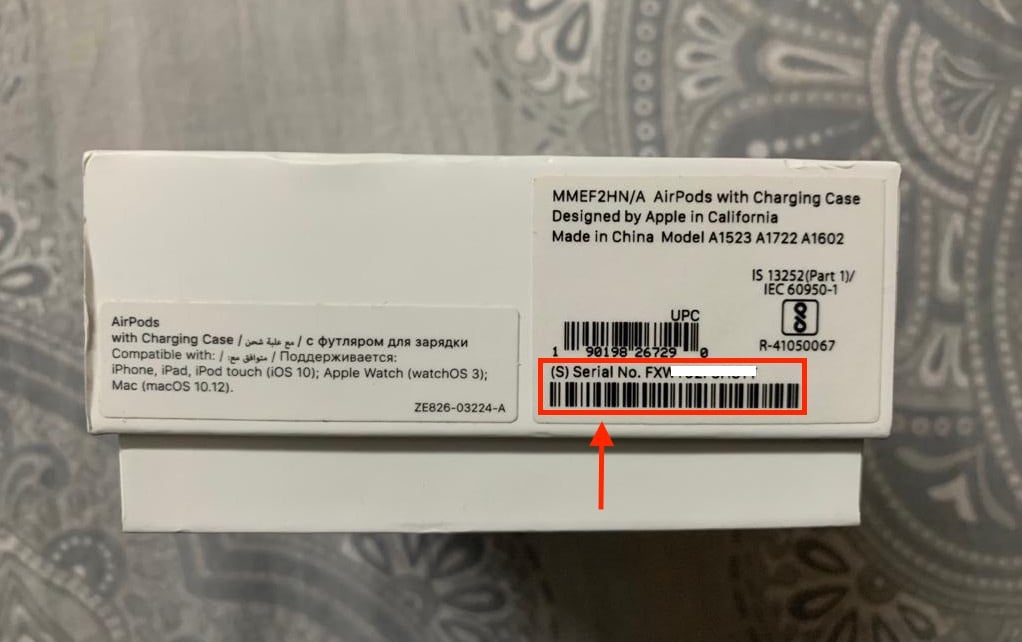 MMEF2HN/A AirPods with Charging Case
Designed by Apple in California
Made in China Model A1523 A1722 A1602
IS 13252(Part 1)/
IEC 60950-1
UPC
R-41050067
1 90198 26729 0
(S) Serial No.
AirPods
with Charging Case / مع علبة شحن / с футляром для зарядки
Compatible with: / متوافق مع: / Поддерживается:
iPhone, iPad, iPod touch (iOS 10); Apple Watch (watchOS 3);
Mac (macOS 10.12).
ZE826-03224-A